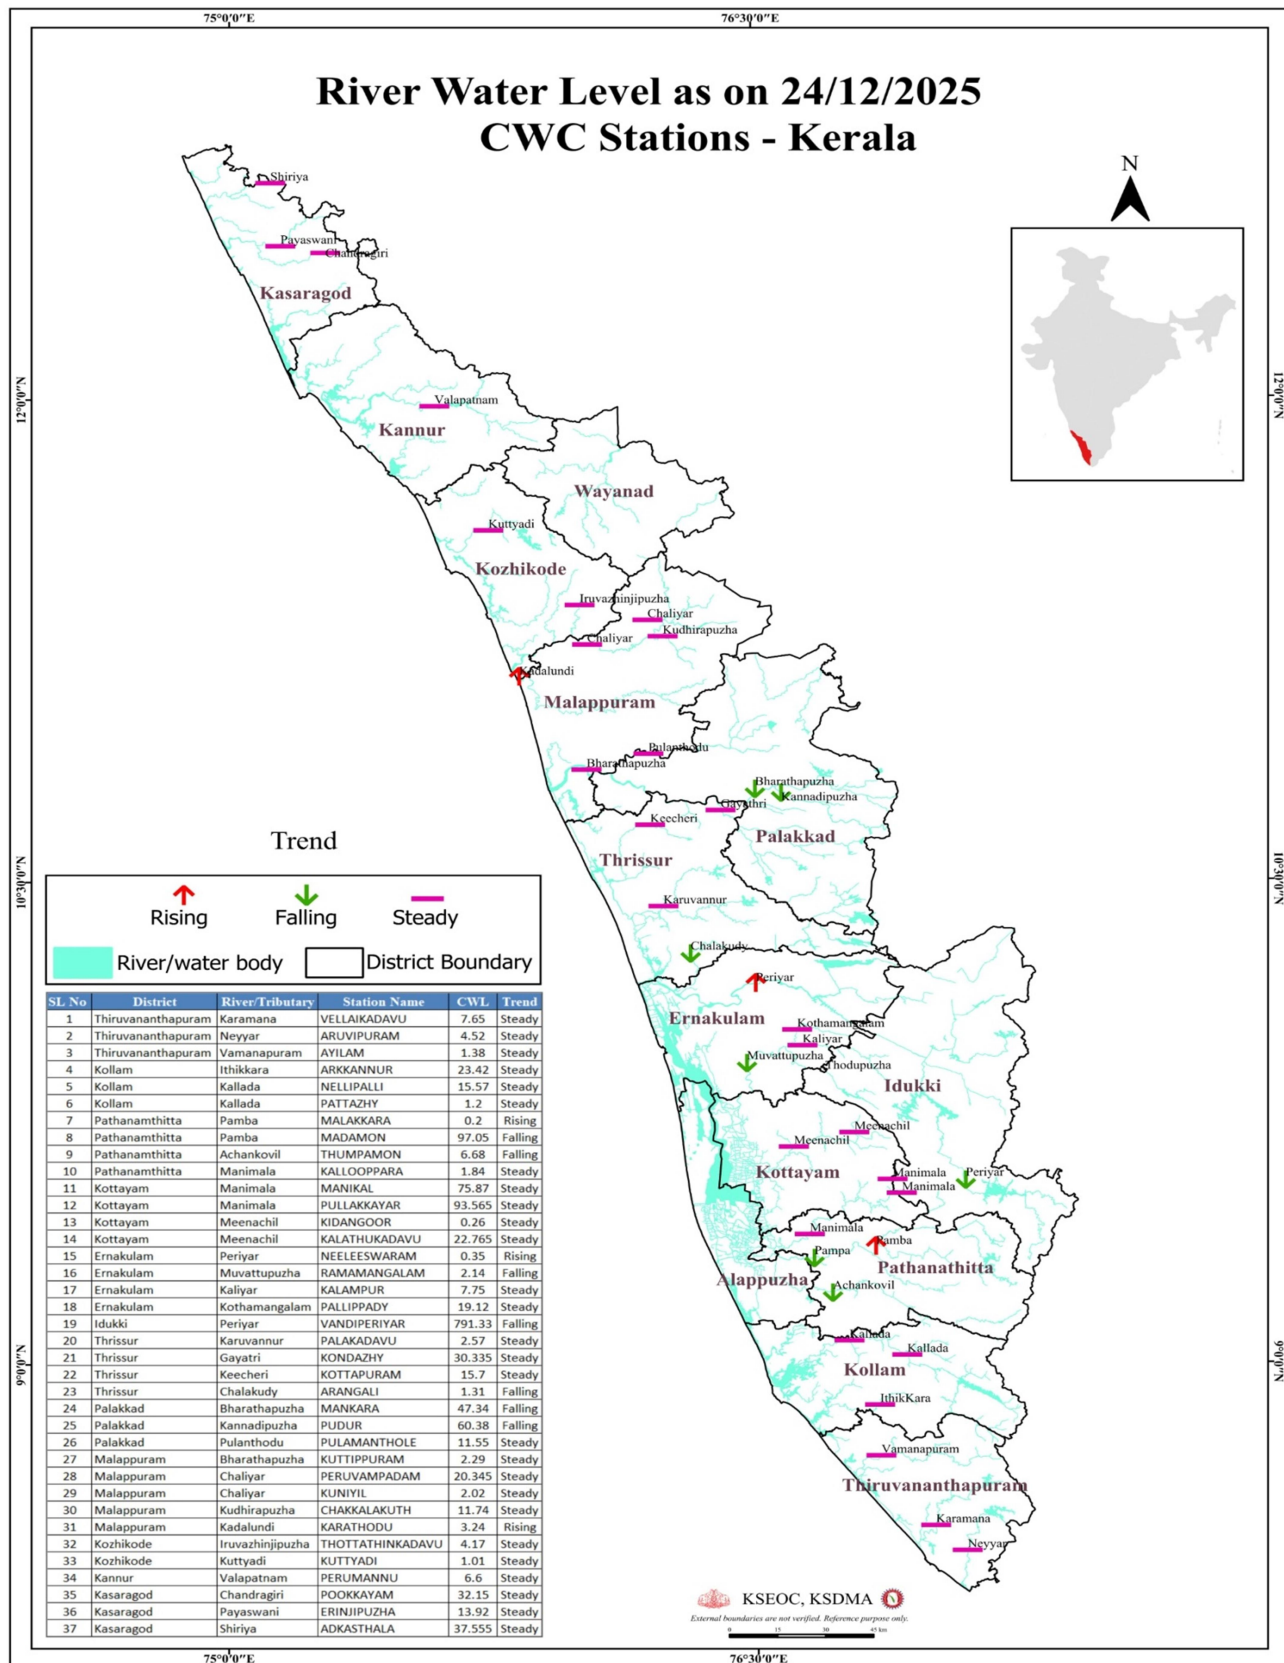 75°0'0"E 76°30'0"E
River Water Level as on 24/12/2025
CWC Stations - Kerala
N
Shiriya
Payaswani
Chandragiri
Kasaragod
12°0'0"N 12°0'0"N
Valapatnam
Kannur
Wayanad
Kuttyadi
Kozhikode
Iruvazhinjipuzha
Chaliyar
Kudhirapuzha
Chaliyar
Kadalundi
Malappuram
Pulanthodu
Bharathapuzha
Bharathapuzha
Kannadipuzha
Gayathri
Keecheri
Palakkad
Thrissur
10°30'0"N 10°30'0"N
Karuvannur
Chalakudy
Periyar
Ernakulam
Kothamangalam
Kaliyar
Muvattupuzha
Thodupuzha
Idukki
Meenachil
Meenachil
Kottayam
Manimala
Periyar
Manimala
Manimala
Pamba
Pampa
Pathanathitta
Alappuzha
Achankovil
Kallada
Kallada
Kollam
9°0'0"N 9°0'0"N
IthikKara
Vamanapuram
Thiruvananthapuram
Karamana
Neyyar
Trend
Rising Falling Steady
River/water body District Boundary
SL No District River/Tributary Station Name CWL Trend
1 Thiruvananthapuram Karamana VELLAIKADAVU 7.65 Steady
2 Thiruvananthapuram Neyyar ARUVIPURAM 4.52 Steady
3 Thiruvananthapuram Vamanapuram AYILAM 1.38 Steady
4 Kollam Ithikkara ARKKANNUR 23.42 Steady
5 Kollam Kallada NELLIPALLI 15.57 Steady
6 Kollam Kallada PATTAZHY 1.2 Steady
7 Pathanamthitta Pamba MALAKKARA 0.2 Rising
8 Pathanamthitta Pamba MADAMON 97.05 Falling
9 Pathanamthitta Achankovil THUMPAMON 6.68 Falling
10 Pathanamthitta Manimala KALLOOPPARA 1.84 Steady
11 Kottayam Manimala MANIKAL 75.87 Steady
12 Kottayam Manimala PULLAKKAYAR 93.565 Steady
13 Kottayam Meenachil KIDANGOOR 0.26 Steady
14 Kottayam Meenachil KALATHUKADAVU 22.765 Steady
15 Ernakulam Periyar NEELEESWARAM 0.35 Rising
16 Ernakulam Muvattupuzha RAMAMANGALAM 2.14 Falling
17 Ernakulam Kaliyar KALAMPUR 7.75 Steady
18 Ernakulam Kothamangalam PALLIPPADY 19.12 Steady
19 Idukki Periyar VANDIPERIYAR 791.33 Falling
20 Thrissur Karuvannur PALAKADAVU 2.57 Steady
21 Thrissur Gayatri KONDAZHY 30.335 Steady
22 Thrissur Keecheri KOTTAPURAM 15.7 Steady
23 Thrissur Chalakudy ARANGALI 1.31 Falling
24 Palakkad Bharathapuzha MANKARA 47.34 Falling
25 Palakkad Kannadipuzha PUDUR 60.38 Falling
26 Palakkad Pulanthodu PULAMANTHOLE 11.55 Steady
27 Malappuram Bharathapuzha KUTTIPPURAM 2.29 Steady
28 Malappuram Chaliyar PERUVAMPADAM 20.345 Steady
29 Malappuram Chaliyar KUNIYIL 2.02 Steady
30 Malappuram Kudhirapuzha CHAKKALAKUTH 11.74 Steady
31 Malappuram Kadalundi KARATHODU 3.24 Rising
32 Kozhikode Iruvazhinjipuzha THOTTATHINKADAVU 4.17 Steady
33 Kozhikode Kuttyadi KUTTYADI 1.01 Steady
34 Kannur Valapatnam PERUMANNU 6.6 Steady
35 Kasaragod Chandragiri POOKKAYAM 32.15 Steady
36 Kasaragod Payaswani ERINJIPUZHA 13.92 Steady
37 Kasaragod Shiriya ADKASTHALA 37.555 Steady
KSEOC, KSDMA
External boundaries are not verified. Reference purpose only.
0 15 30 45 km
75°0'0"E 76°30'0"E